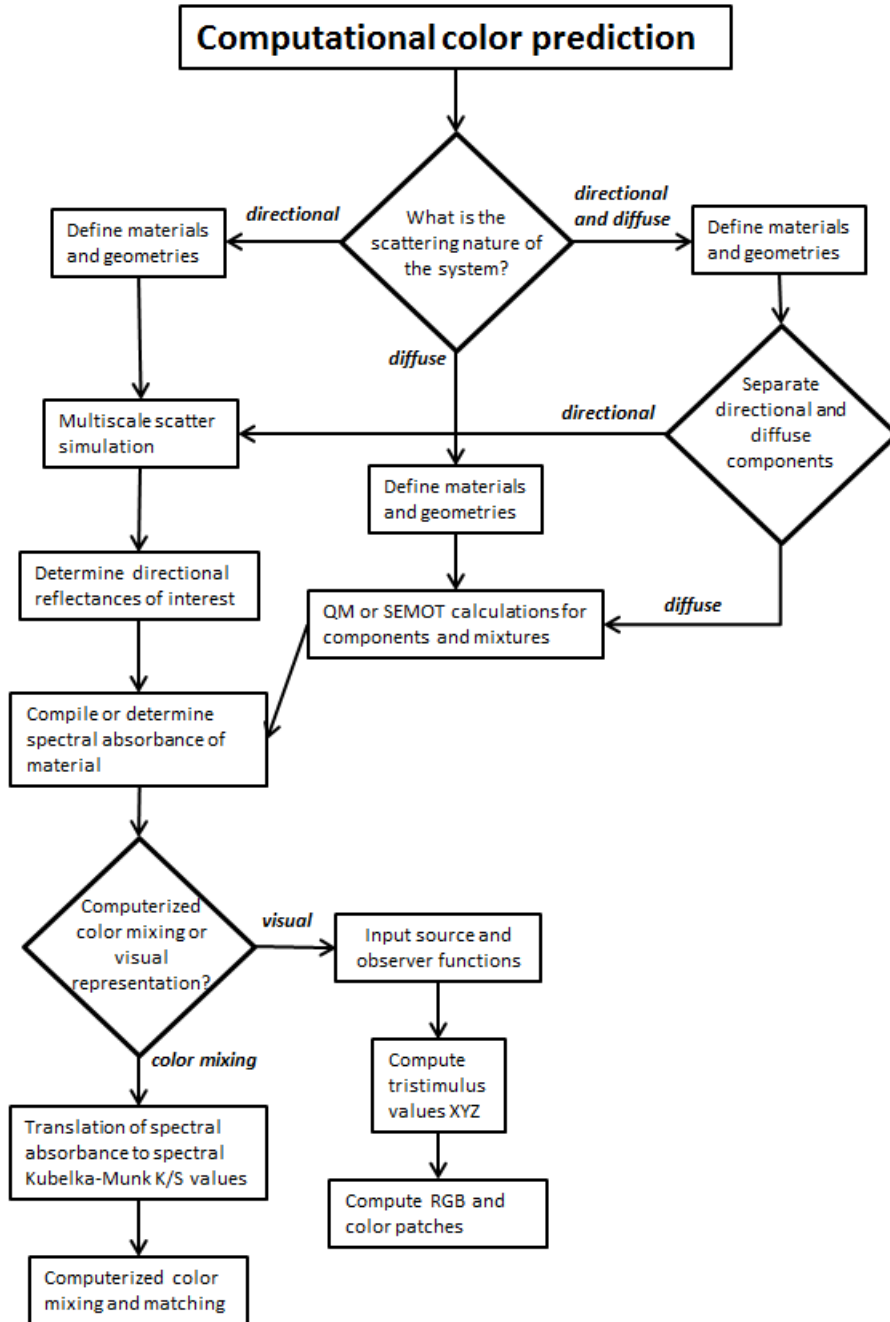 Computational color prediction
What is the
scattering nature of
the system?
directional
directional
and diffuse
diffuse
Define materials
and geometries
Define materials
and geometries
Separate
directional and
diffuse
components
directional
Multiscale scatter
simulation
Define materials
and geometries
Determine directional
reflectances of interest
QM or SEMOT calculations for
components and mixtures
diffuse
Compile or determine
spectral absorbance of
material
Computerized
color mixing or
visual
representation?
visual
Input source and
observer functions
color mixing
Compute
tristimulus
values XYZ
Translation of spectral
absorbance to spectral
Kubelka-Munk K/S values
Compute RGB and
color patches
Computerized color
mixing and matching